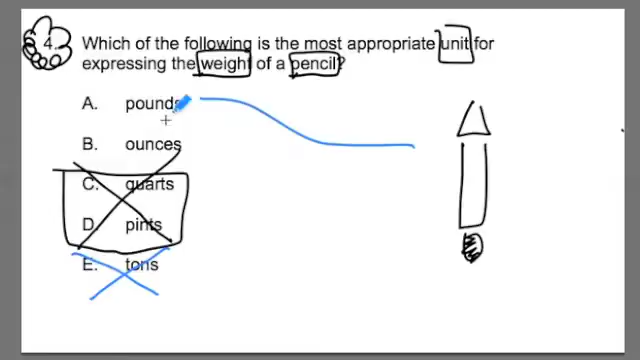 4. Which of the following is the most appropriate unit for
expressing the weight of a pencil?
A. pounds
B. ounces
C. quarts
D. pints
E. tons